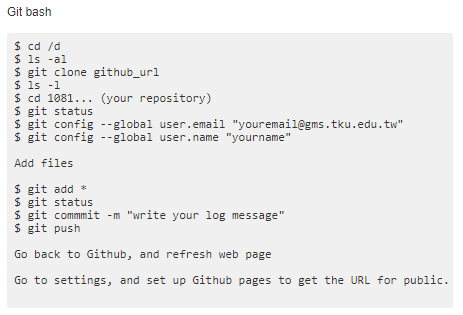 Git bash
$ cd /d
$ ls -al
$ git clone github_url
$ ls -l
$ cd 1081... (your repository)
$ git status
$ git config --global user.email "youremail@gms.tku.edu.tw"
$ git config --global user.name "yourname"
Add files
$ git add *
$ git status
$ git commmit -m "write your log message"
$ git push
Go back to Github, and refresh web page
Go to settings, and set up Github pages to get the URL for public.